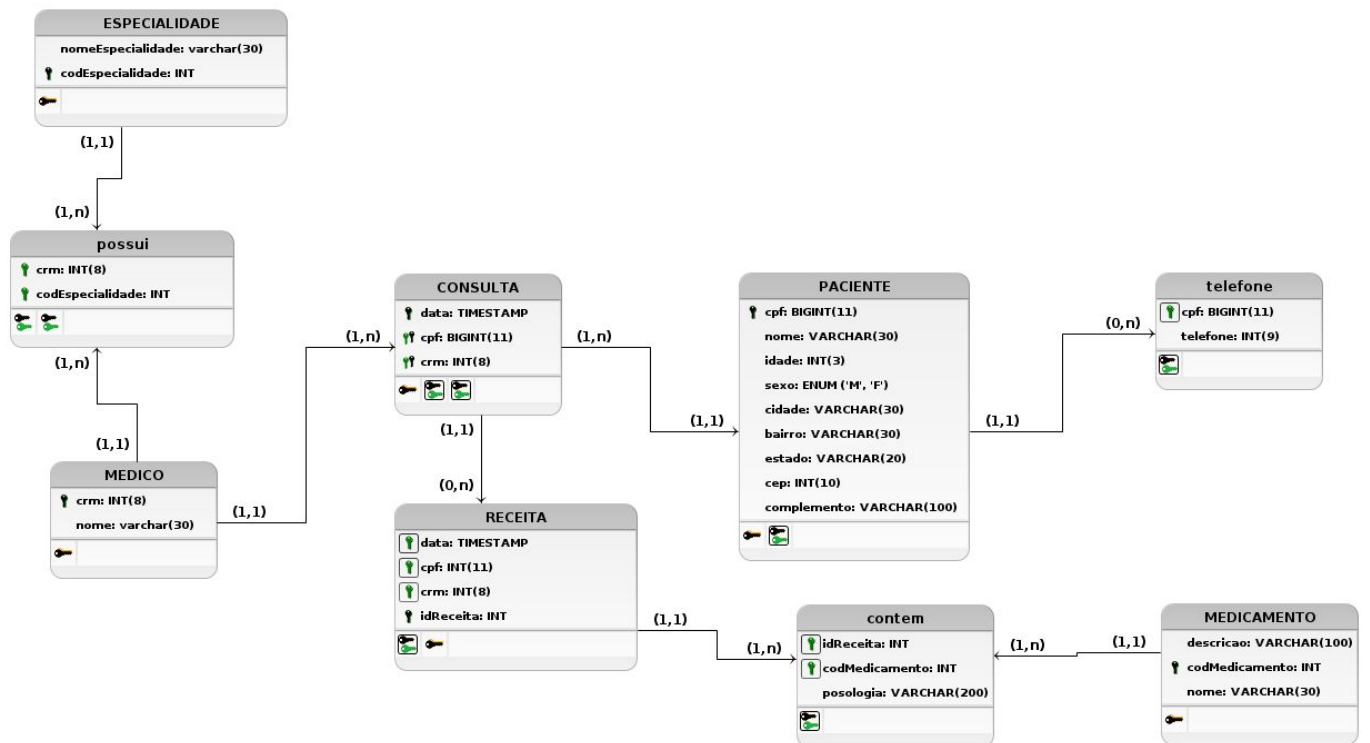 ESPECIALIDADE
nomeEspecialidade: varchar(30)
codEspecialidade: INT
(1,1)
(1,n)
possui
crm: INT(8)
codEspecialidade: INT
(1,n)
(1,1)
MEDICO
crm: INT(8)
nome: varchar(30)
(1,1)
(1,n)
CONSULTA
data: TIMESTAMP
cpf: BIGINT(11)
crm: INT(8)
(1,n)
(1,1)
(1,1)
(0,n)
RECEITA
data: TIMESTAMP
cpf: INT(11)
crm: INT(8)
idReceita: INT
(1,1)
(1,n)
PACIENTE
cpf: BIGINT(11)
nome: VARCHAR(30)
idade: INT(3)
sexo: ENUM ('M', 'F')
cidade: VARCHAR(30)
bairro: VARCHAR(30)
estado: VARCHAR(20)
cep: INT(10)
complemento: VARCHAR(100)
(1,1)
(0,n)
telefone
cpf: BIGINT(11)
telefone: INT(9)
contem
idReceita: INT
codMedicamento: INT
posologia: VARCHAR(200)
(1,n)
(1,1)
MEDICAMENTO
descricao: VARCHAR(100)
codMedicamento: INT
nome: VARCHAR(30)